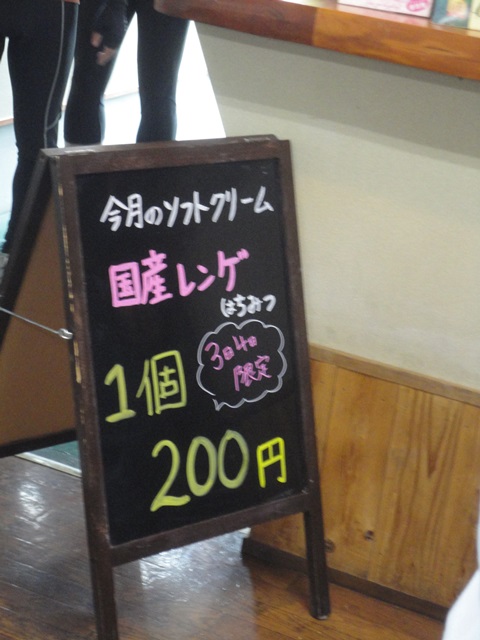 今月のソフトクリーム
国産レンゲ
はちみつ
3日4日
限定
1個
200円